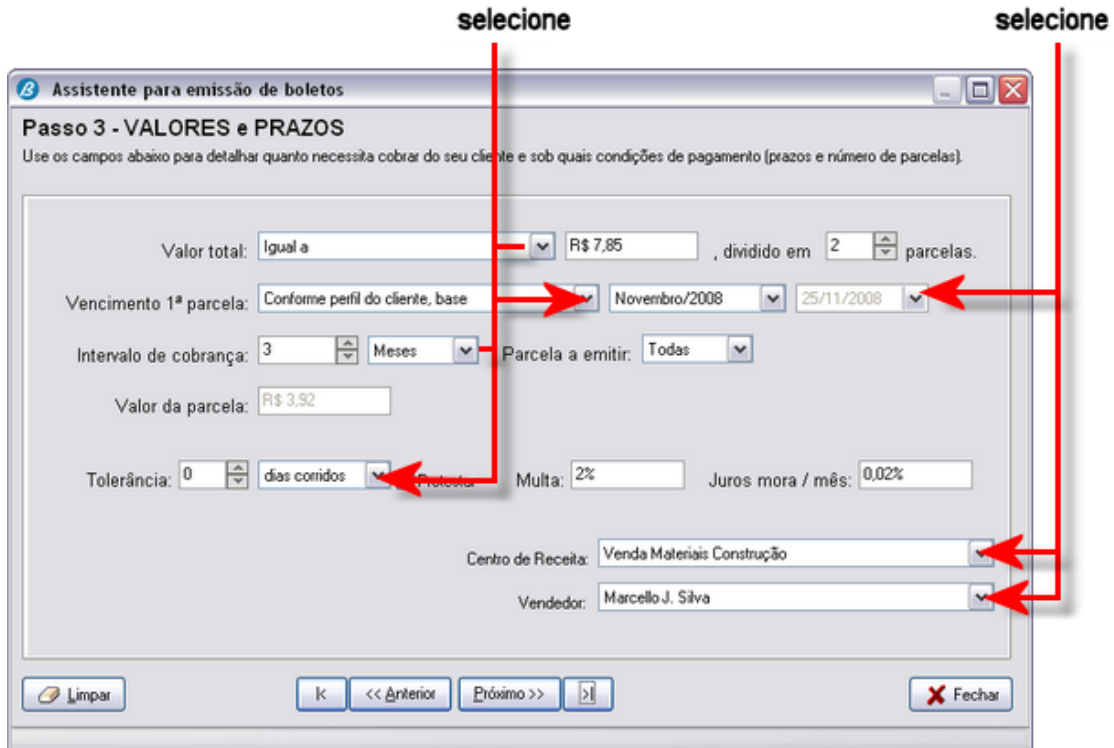 selecione selecione
Assistente para emissão de boletos
Passo 3 - VALORES e PRAZOS
Use os campos abaixo para detalhar quanto necessita cobrar do seu cliente e sob quais condições de pagamento (prazos e número de parcelas).
Valor total: Igual a R$ 7,85 , dividido em 2 parcelas.
Vencimento 1ª parcela: Conforme perfil do cliente, base Novembro/2008 25/11/2008
Intervalo de cobrança: 3 Meses Parcela a emitir: Todas
Valor da parcela: R$ 3,92
Tolerância: 0 dias corridos Protestar Multa: 2% Juros mora / mês: 0,02%
Centro de Receita: Venda Materiais Construção
Vendedor: Marcello J. Silva
Limpar << Anterior Próximo >> Fechar